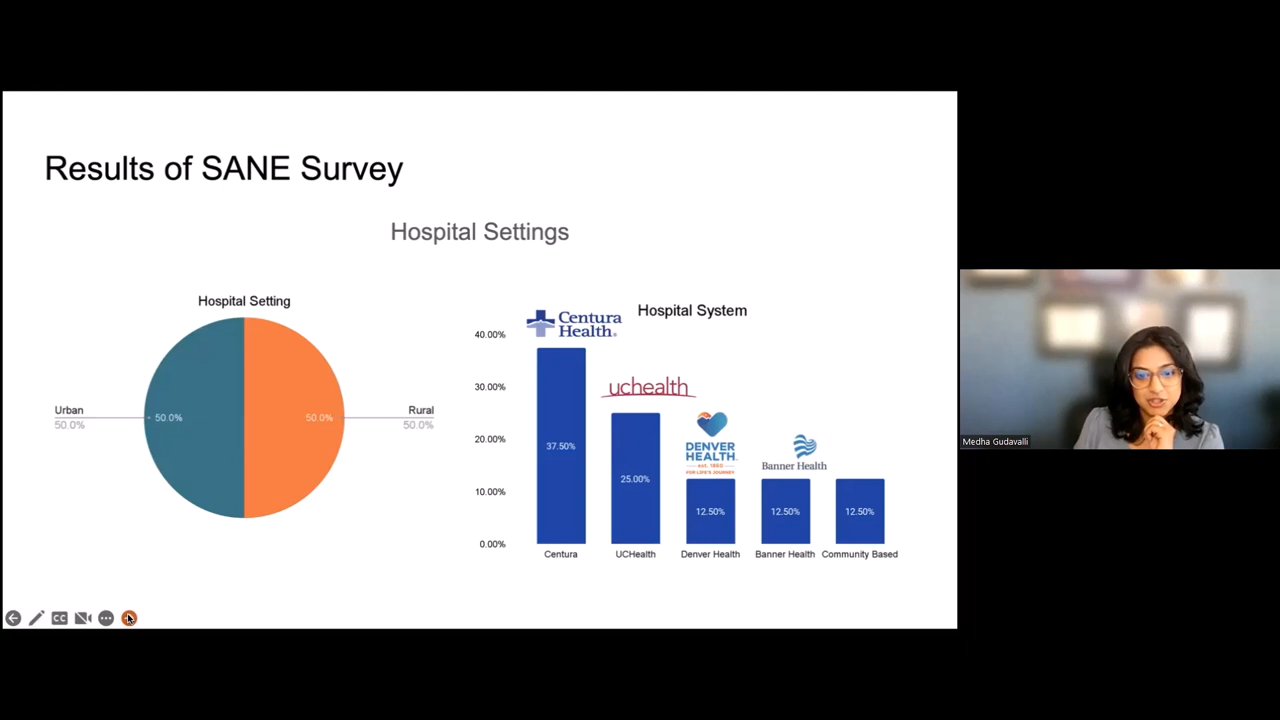 Results of SANE Survey
Hospital Settings
Hospital Setting
Urban
50.0%
50.0%
50.0%
Rural
50.0%
Hospital System
Centura
Health
uchealth
DENVER
HEALTH
est. 1860
FOR LIFE'S JOURNEY
Banner Health
40.00%
30.00%
20.00%
10.00%
0.00%
37.50%
25.00%
12.50%
12.50%
12.50%
Centura
UCHealth
Denver Health
Banner Health
Community Based
CC
Medha Gudavalli